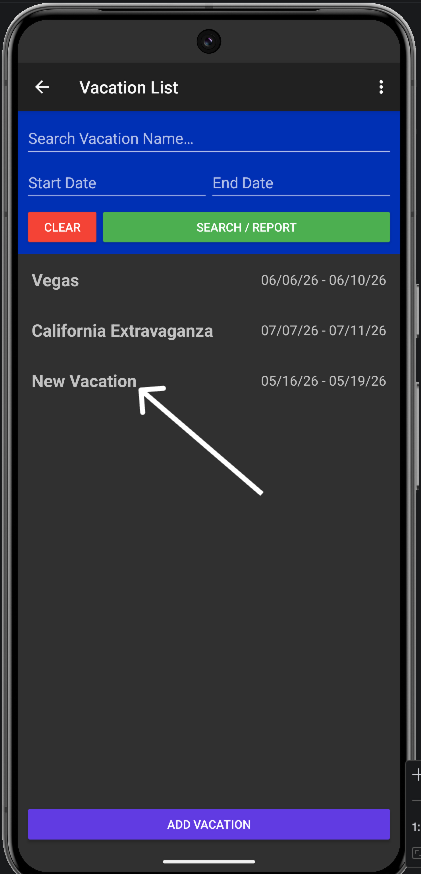 Vacation List
Search Vacation Name...
Start Date End Date
CLEAR SEARCH / REPORT
Vegas 06/06/26 - 06/10/26
California Extravaganza 07/07/26 - 07/11/26
New Vacation 05/16/26 - 05/19/26
ADD VACATION
1: